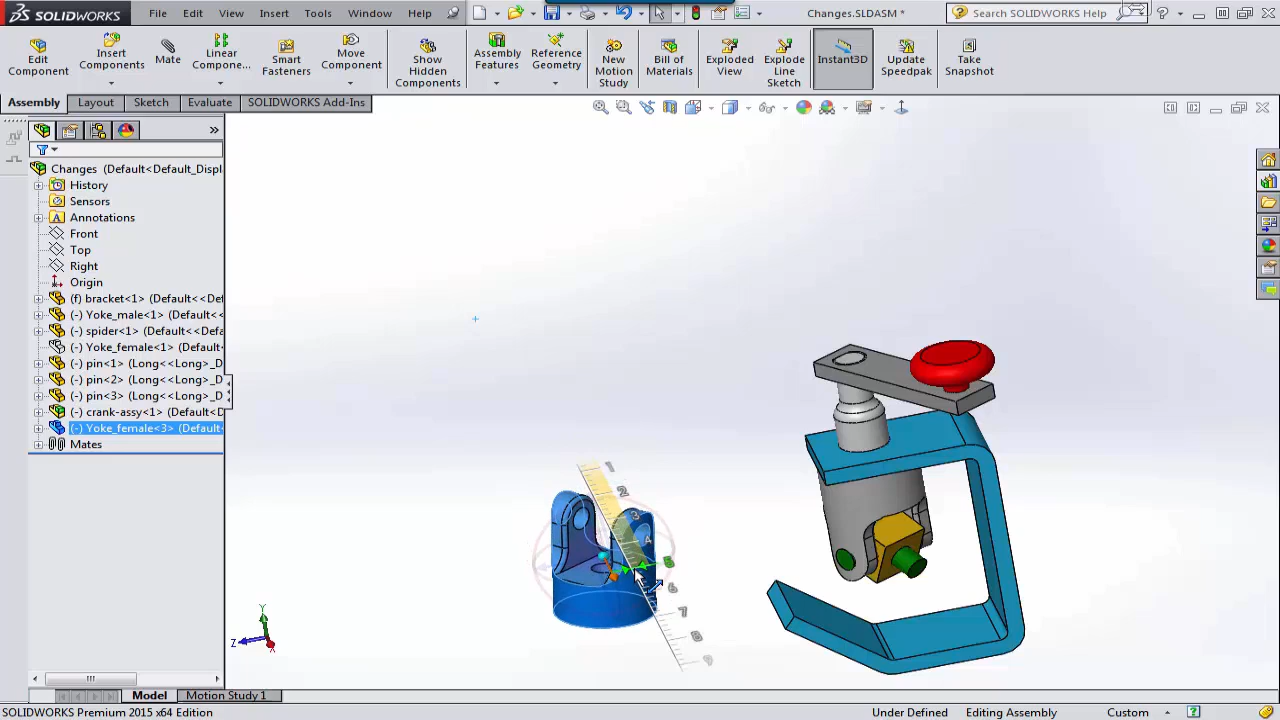 SOLIDWORKS
File Edit View Insert Tools Window Help
Changes.SLDASM *
Search SOLIDWORKS Help
Edit Component
Insert Components
Mate
Linear Compone...
Smart Fasteners
Move Component
Show Hidden Components
Assembly Features
Reference Geometry
New Motion Study
Bill of Materials
Exploded View
Explode Line Sketch
Instant3D
Update Speedpak
Take Snapshot
Assembly Layout Sketch Evaluate SOLIDWORKS Add-Ins
Changes (Default<Default_Displ
History
Sensors
Annotations
Front
Top
Right
Origin
(f) bracket<1> (Default<<Def
(-) Yoke_male<1> (Default<<D
(-) spider<1> (Default<<Defa
(-) Yoke_female<1> (Default<
(-) pin<1> (Long<<Long>_D
(-) pin<2> (Long<<Long>_D
(-) pin<3> (Long<<Long>_D
(-) crank-assy<1> (Default<D
(-) Yoke_female<3> (Default<
Mates
1
2
3
4
5
6
7
8
9
Y
Z
X
Model Motion Study 1
SOLIDWORKS Premium 2015 x64 Edition
Under Defined
Editing Assembly
Custom